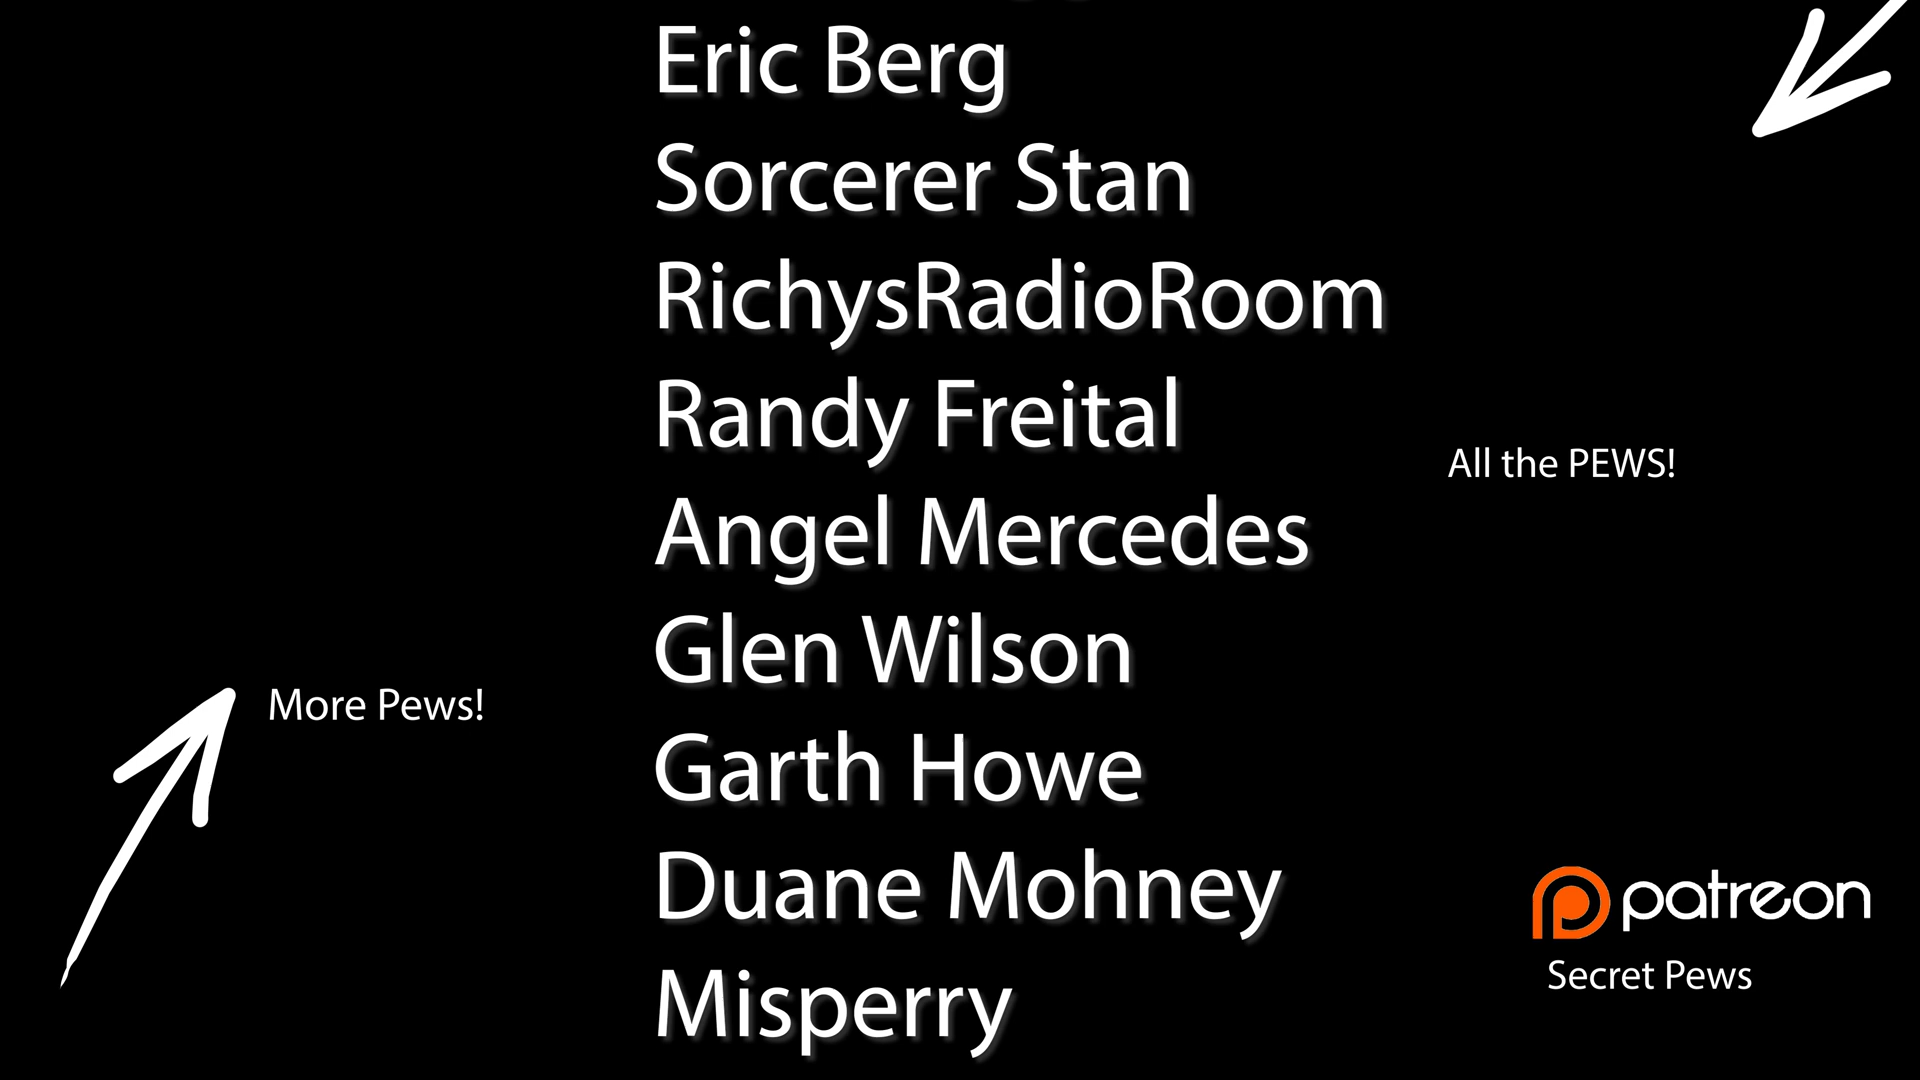 Eric Berg
Sorcerer Stan
RichysRadioRoom
Randy Freital
All the PEWS!
Angel Mercedes
Glen Wilson
More Pews!
Garth Howe
Duane Mohney
patreon
Secret Pews
Misperry